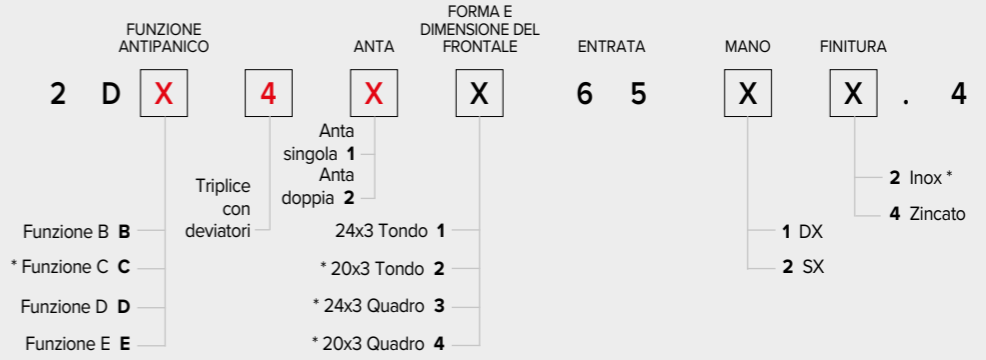 FUNZIONE
ANTIPANICO
ANTA
FORMA E
DIMENSIONE DEL
FRONTALE
ENTRATA
MANO
FINITURA
2 D X 4 X X 6 5 X X . 4
Anta
singola 1
Anta
doppia 2
Triplice
con
deviatori
Funzione B B
* Funzione C C
Funzione D D
Funzione E E
24x3 Tondo 1
* 20x3 Tondo 2
* 24x3 Quadro 3
* 20x3 Quadro 4
1 DX
2 SX
2 Inox *
4 Zincato